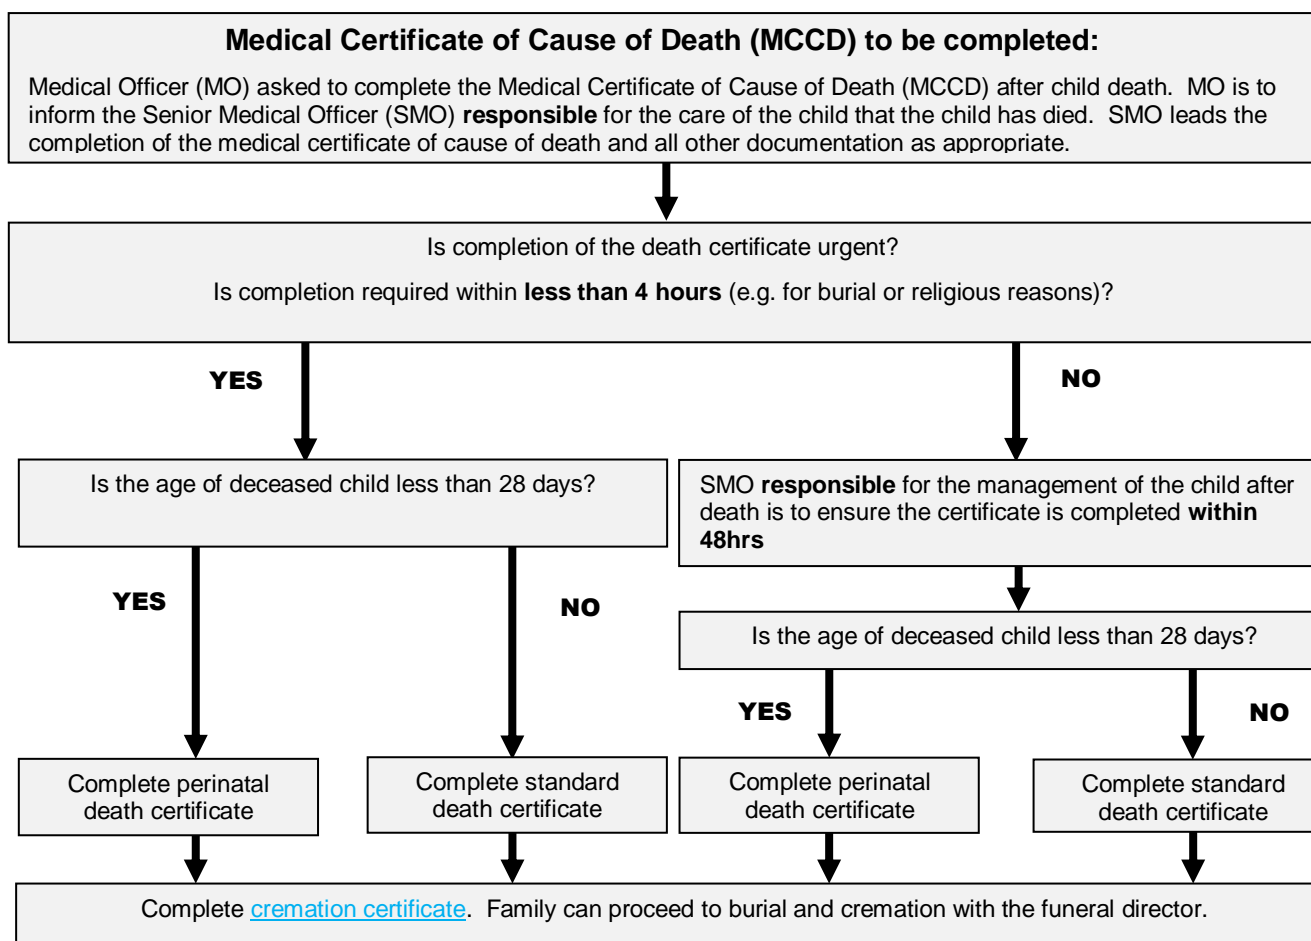 Medical Certificate of Cause of Death (MCCD) to be completed:
Medical Officer (MO) asked to complete the Medical Certificate of Cause of Death (MCCD) after child death.  MO is to
inform the Senior Medical Officer (SMO) responsible for the care of the child that the child has died.  SMO leads the
completion of the medical certificate of cause of death and all other documentation as appropriate.
Is completion of the death certificate urgent?
Is completion required within less than 4 hours (e.g. for burial or religious reasons)?
YES
NO
Is the age of deceased child less than 28 days?
SMO responsible for the management of the child after
death is to ensure the certificate is completed within
48hrs
YES
NO
Is the age of deceased child less than 28 days?
YES
NO
Complete perinatal
death certificate
Complete standard
death certificate
Complete perinatal
death certificate
Complete standard
death certificate
Complete cremation certificate.  Family can proceed to burial and cremation with the funeral director.